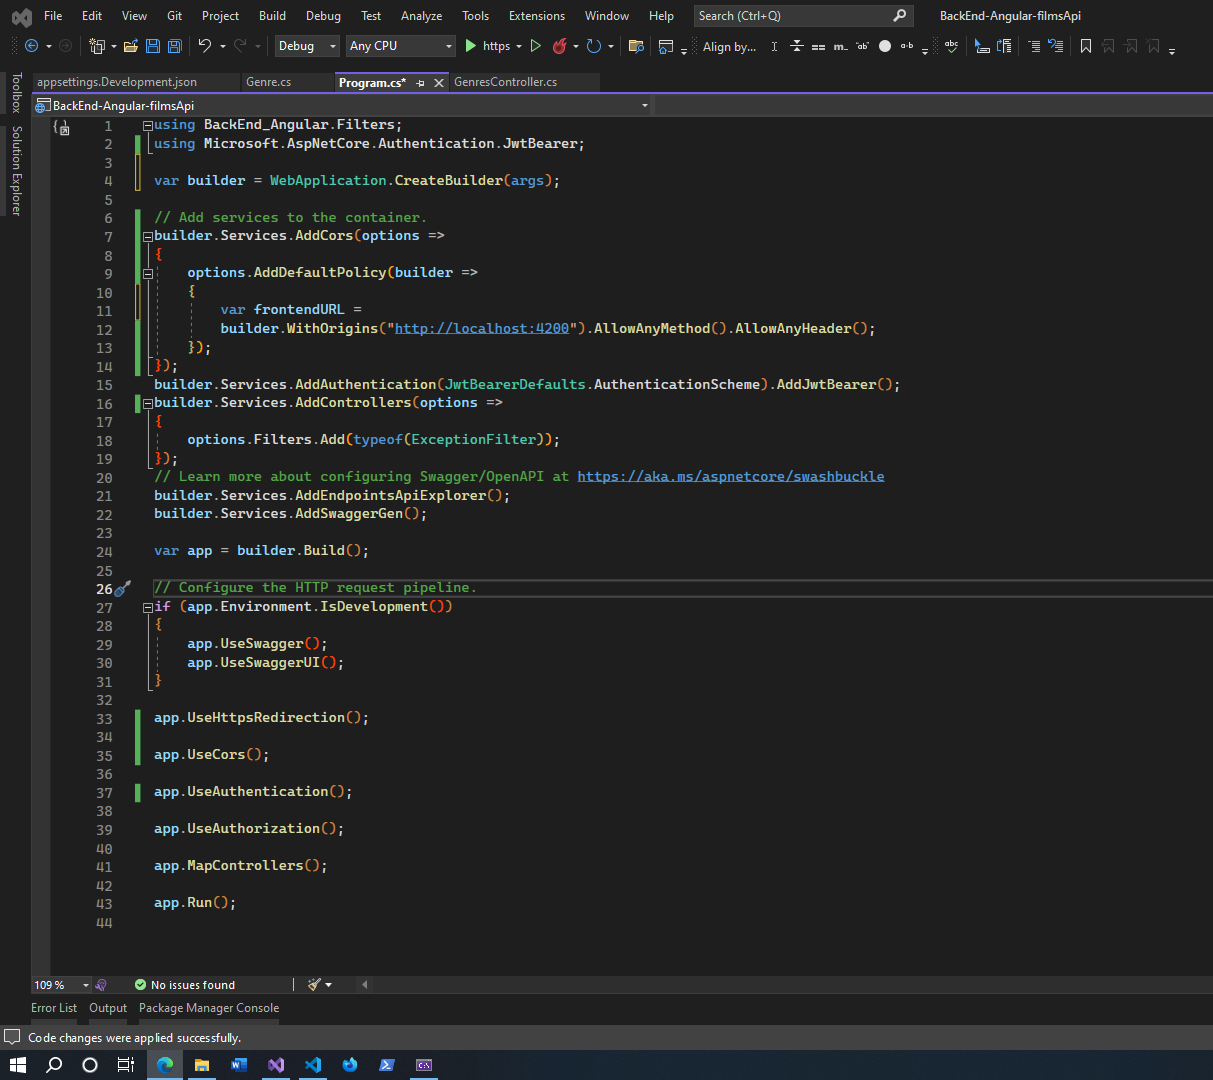 File Edit View Git Project Build Debug Test Analyze Tools Extensions Window Help Search (Ctrl+Q) BackEnd-Angular-filmsApi
Debug Any CPU https Align by...
appsettings.Development.json Genre.cs Program.cs* GenresController.cs
Toolbox
Solution Explorer
BackEnd-Angular-filmsApi
1 using BackEnd_Angular.Filters;
2 using Microsoft.AspNetCore.Authentication.JwtBearer;
3
4 var builder = WebApplication.CreateBuilder(args);
5
6 // Add services to the container.
7 builder.Services.AddCors(options =>
8 {
9 options.AddDefaultPolicy(builder =>
10 {
11 var frontendURL =
12 builder.WithOrigins("http://localhost:4200").AllowAnyMethod().AllowAnyHeader();
13 });
14 });
15 builder.Services.AddAuthentication(JwtBearerDefaults.AuthenticationScheme).AddJwtBearer();
16 builder.Services.AddControllers(options =>
17 {
18 options.Filters.Add(typeof(ExceptionFilter));
19 });
20 // Learn more about configuring Swagger/OpenAPI at https://aka.ms/aspnetcore/swashbuckle
21 builder.Services.AddEndpointsApiExplorer();
22 builder.Services.AddSwaggerGen();
23
24 var app = builder.Build();
25
26 // Configure the HTTP request pipeline.
27 if (app.Environment.IsDevelopment())
28 {
29 app.UseSwagger();
30 app.UseSwaggerUI();
31 }
32
33 app.UseHttpsRedirection();
34
35 app.UseCors();
36
37 app.UseAuthentication();
38
39 app.UseAuthorization();
40
41 app.MapControllers();
42
43 app.Run();
44
109 % No issues found
Error List Output Package Manager Console
Code changes were applied successfully.